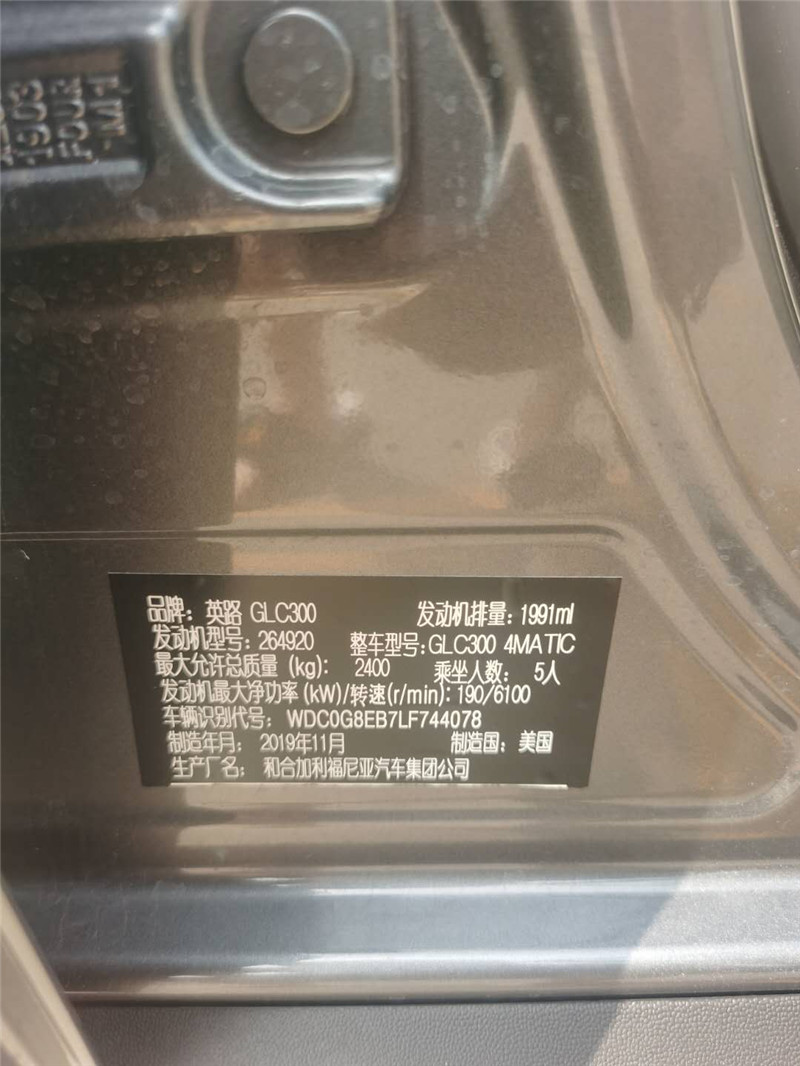 1903
FOUR
-M1
品牌：英路 GLC300 发动机排量：1991ml
发动机型号：264920 整车型号：GLC300 4MATIC
最大允许总质量 (kg)： 2400 乘坐人数： 5人
发动机最大净功率 (kW)/转速(r/min)：190/6100
车辆识别代号： WDC0G8EB7LF744078
制造年月： 2019年11月 制造国：美国
生产厂名： 和合加利福尼亚汽车集团公司